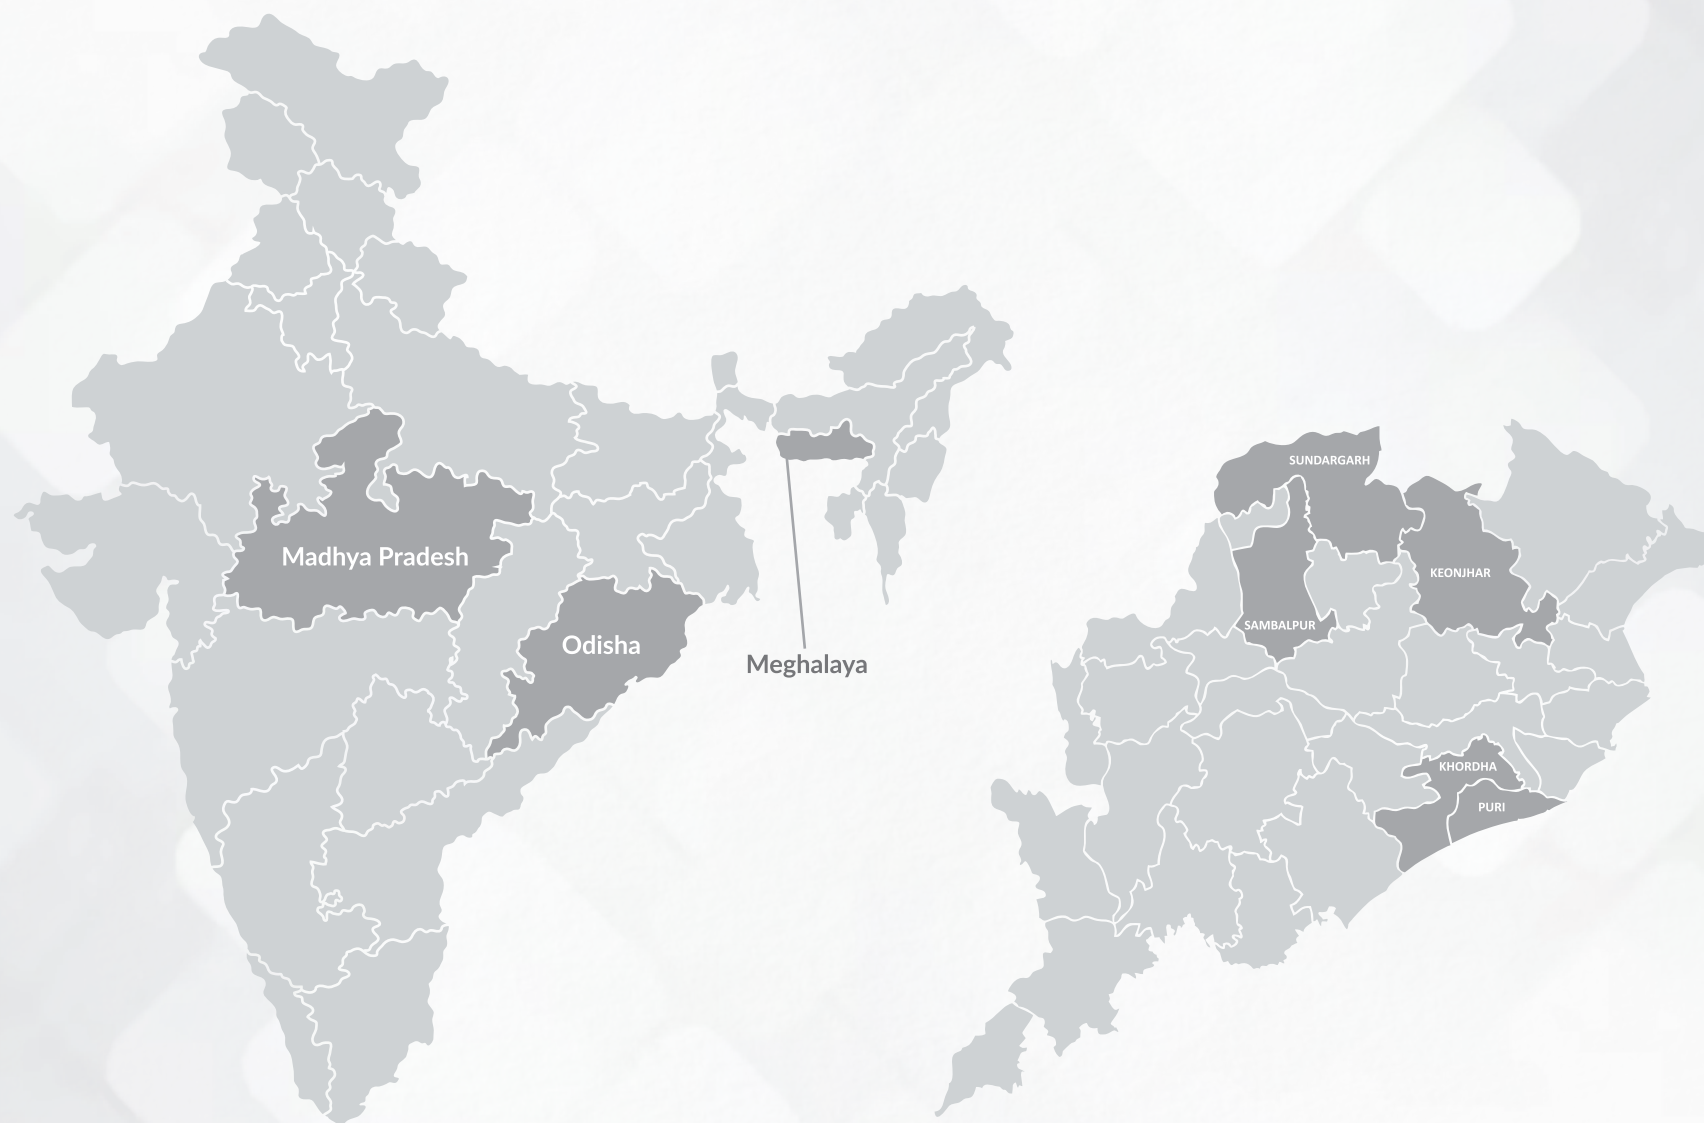 Madhya Pradesh
Odisha
Meghalaya
SUNDARGARH
KEONJHAR
SAMBALPUR
KHORDHA
PURI